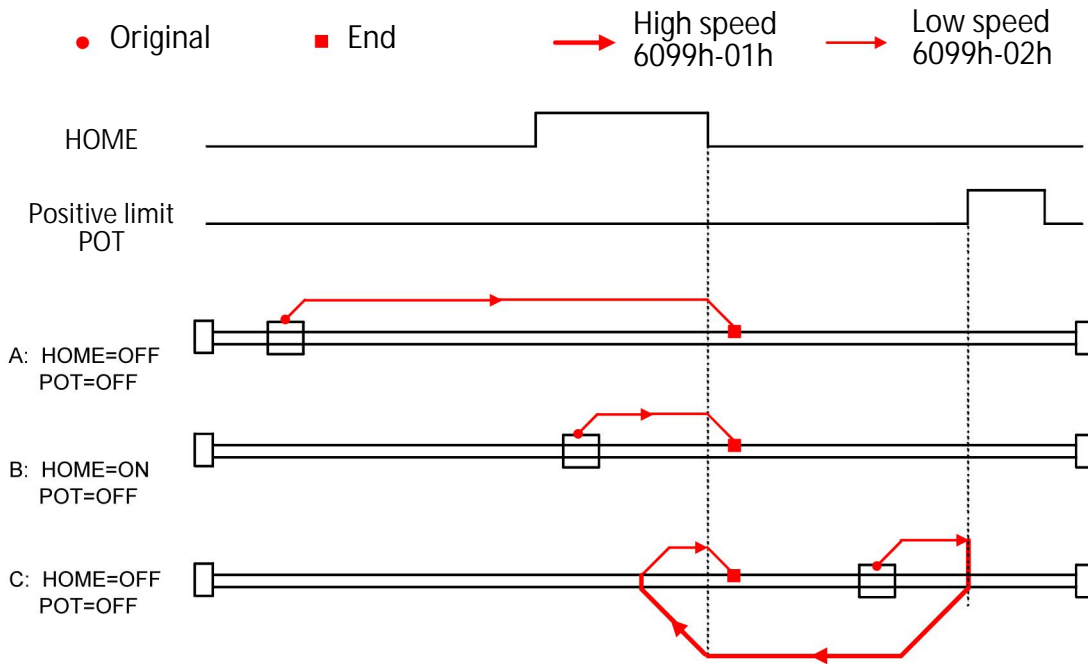 Original
End
High speed
6099h-01h
Low speed
6099h-02h
HOME
Positive limit
POT
A: HOME=OFF
POT=OFF
B: HOME=ON
POT=OFF
C: HOME=OFF
POT=OFF